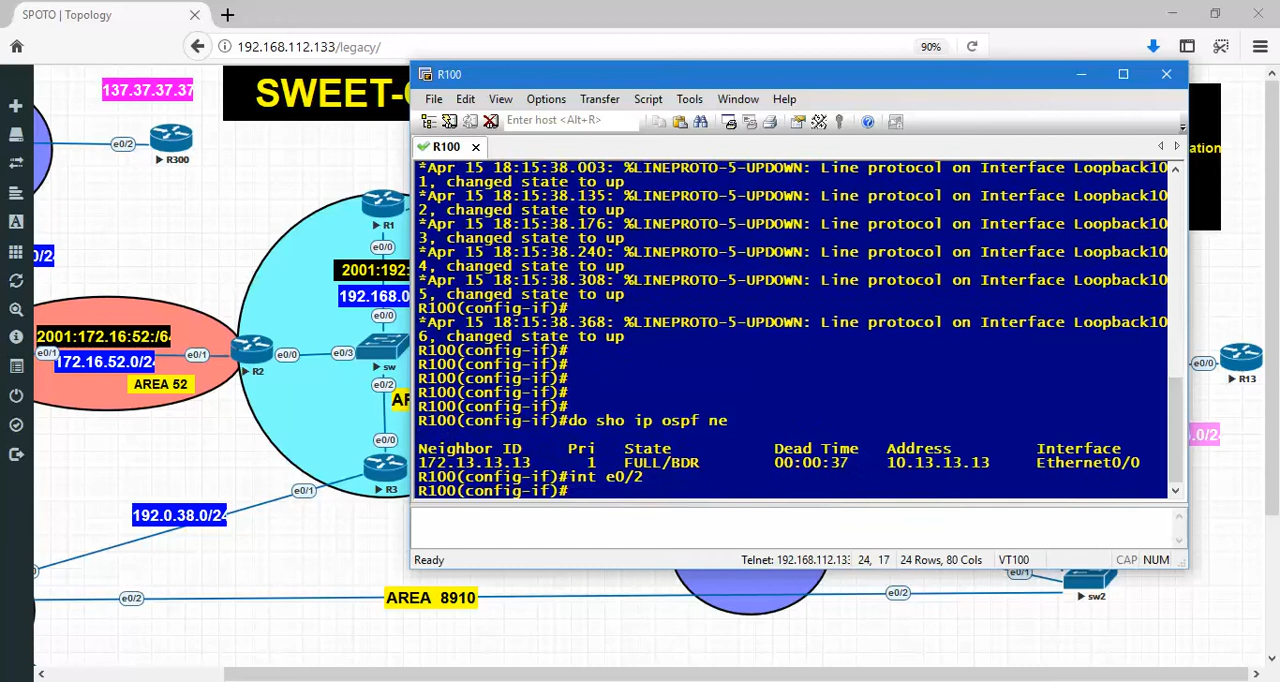 SPOTO | Topology
192.168.112.133/legacy/
90%
137.37.37.37
SWEET-
e0/2
R300
0/2
R1
e0/0
2001:192:
192.168.0
e0/0
2001:172.16:52:/64
e0/1
172.16.52.0/24
e0/1
AREA 52
R2
e0/0
e0/3
sw
e0/2
e0/0
R3
e0/1
192.0.38.0/24
e0/2
AREA 8910
e0/2
e0/1
sw2
ation
e0/0
R13
.0/24
R100
File Edit View Options Transfer Script Tools Window Help
Enter host <Alt+R>
R100
*Apr 15 18:15:38.003: %LINEPROTO-5-UPDOWN: Line protocol on Interface Loopback10
1, changed state to up
*Apr 15 18:15:38.135: %LINEPROTO-5-UPDOWN: Line protocol on Interface Loopback10
2, changed state to up
*Apr 15 18:15:38.176: %LINEPROTO-5-UPDOWN: Line protocol on Interface Loopback10
3, changed state to up
*Apr 15 18:15:38.240: %LINEPROTO-5-UPDOWN: Line protocol on Interface Loopback10
4, changed state to up
*Apr 15 18:15:38.308: %LINEPROTO-5-UPDOWN: Line protocol on Interface Loopback10
5, changed state to up
R100(config-if)#
*Apr 15 18:15:38.368: %LINEPROTO-5-UPDOWN: Line protocol on Interface Loopback10
6, changed state to up
R100(config-if)#
R100(config-if)#
R100(config-if)#
R100(config-if)#
R100(config-if)#
R100(config-if)#do sho ip ospf ne
Neighbor ID Pri State Dead Time Address Interface
172.13.13.13 1 FULL/BDR 00:00:37 10.13.13.13 Ethernet0/0
R100(config-if)#int e0/2
R100(config-if)#
Ready Telnet: 192.168.112.13 24, 17 24 Rows, 80 Cols VT100 CAP NUM